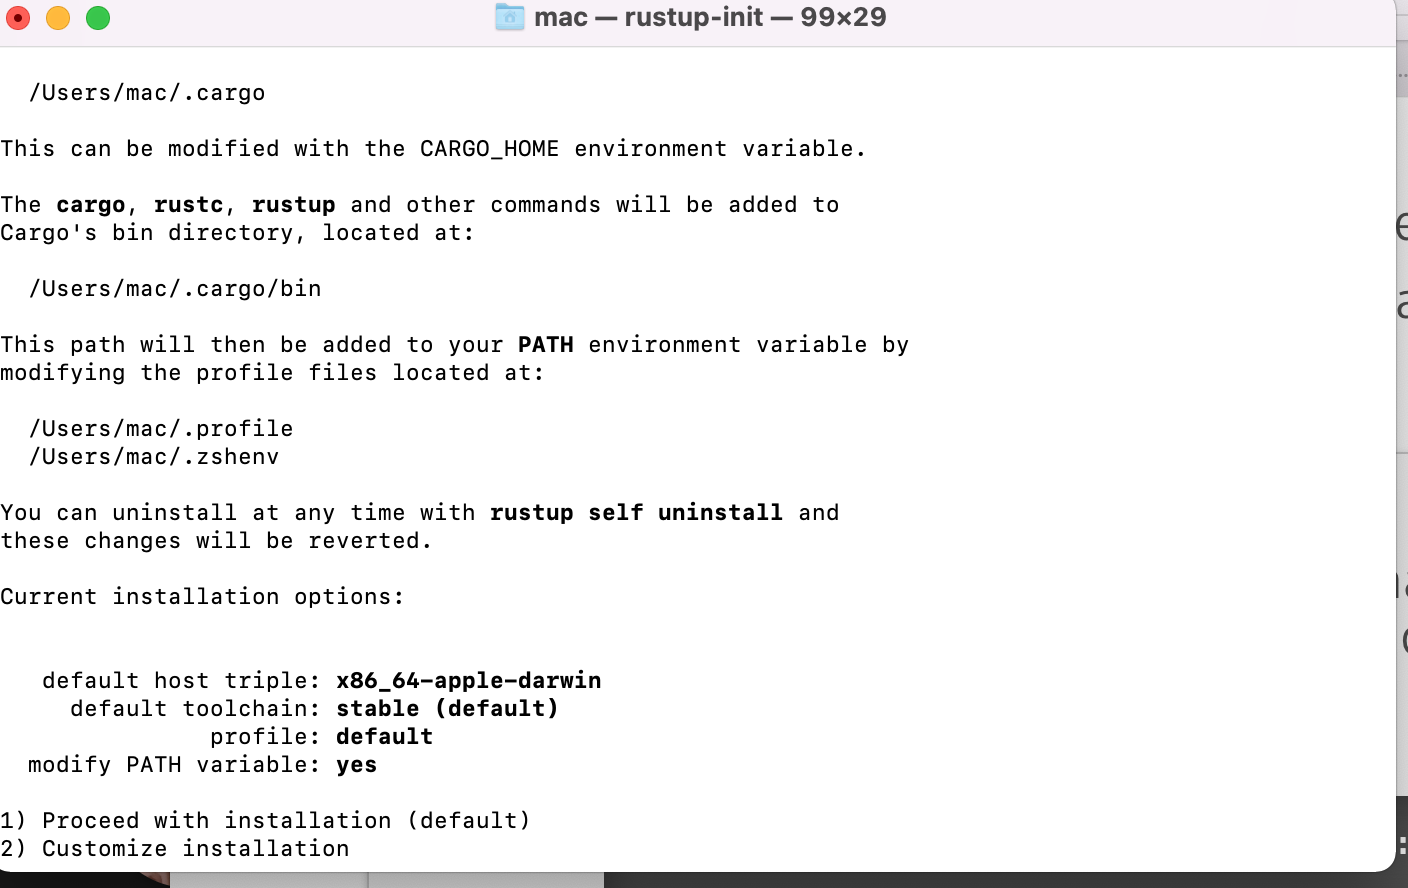 mac — rustup-init — 99×29
/Users/mac/.cargo
This can be modified with the CARGO_HOME environment variable.
The cargo, rustc, rustup and other commands will be added to
Cargo's bin directory, located at:
/Users/mac/.cargo/bin
This path will then be added to your PATH environment variable by
modifying the profile files located at:
/Users/mac/.profile
/Users/mac/.zshenv
You can uninstall at any time with rustup self uninstall and
these changes will be reverted.
Current installation options:
default host triple: x86_64-apple-darwin
default toolchain: stable (default)
profile: default
modify PATH variable: yes
1) Proceed with installation (default)
2) Customize installation